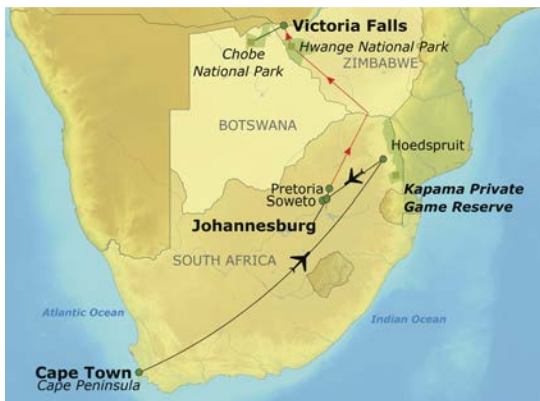 Victoria Falls
Chobe
National Park
Hwange National Park
ZIMBABWE
BOTSWANA
Hoedspruit
Pretoria
Soweto
Kapama Private
Game Reserve
Johannesburg
SOUTH AFRICA
Atlantic Ocean
Indian Ocean
Cape Town
Cape Peninsula